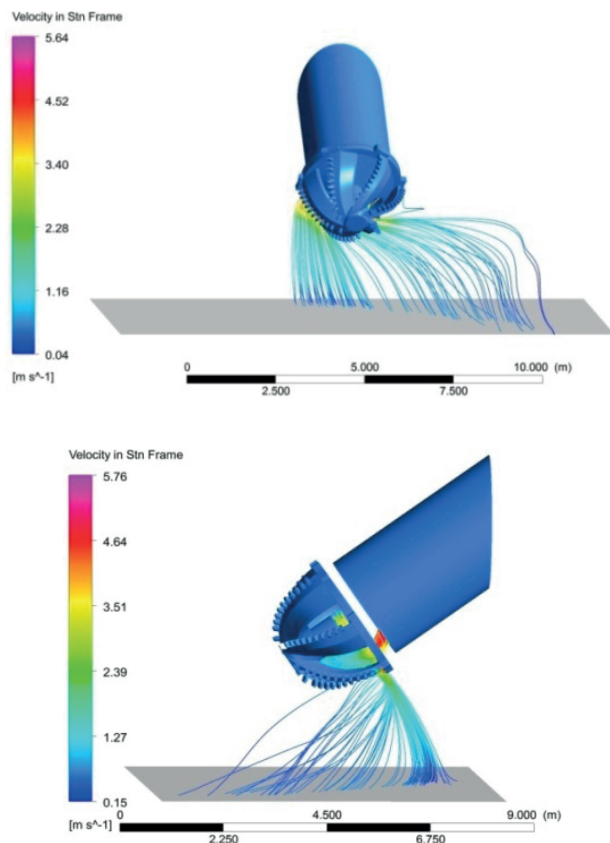 Velocity in Stn Frame
5.64
4.52
3.40
2.28
1.16
0.04
[m s^-1]
0 5.000 10.000 (m)
2.500 7.500
Velocity in Stn Frame
5.76
4.64
3.51
2.39
1.27
0.15
[m s^-1]
0 4.500 9.000 (m)
2.250 6.750